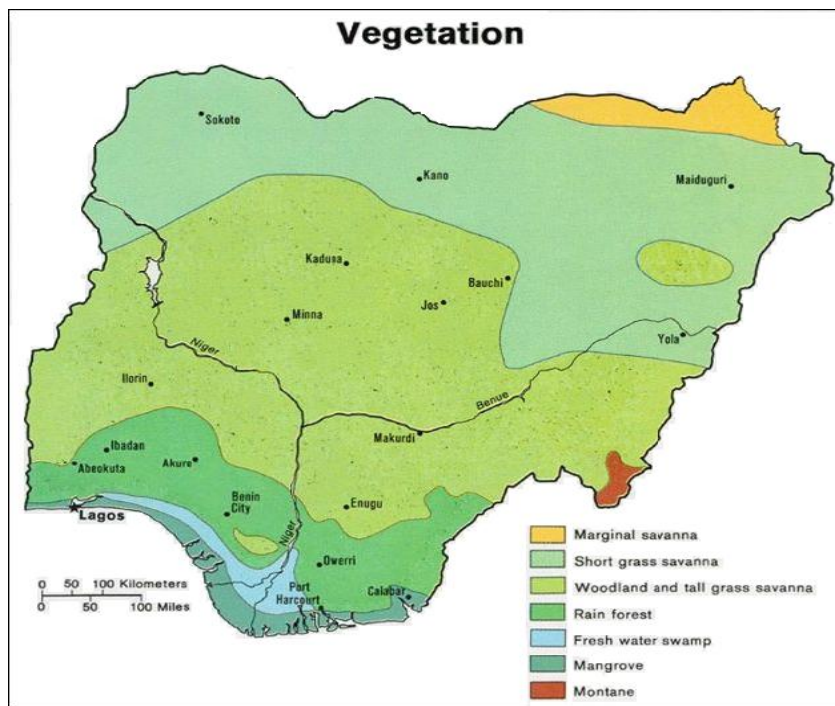 Vegetation
Sokoto
Kano
Maiduguri
Kaduna
Bauchi
Jos
Minna
Yola
Niger
Ilorin
Benue
Makurdi
Ibadan
Akure
Abeokuta
Benin
City
Enugu
Lagos
Niger
Owerri
Port
Harcourt
Calabar
0 50 100 Kilometers
0 50 100 Miles
Marginal savanna
Short grass savanna
Woodland and tall grass savanna
Rain forest
Fresh water swamp
Mangrove
Montane